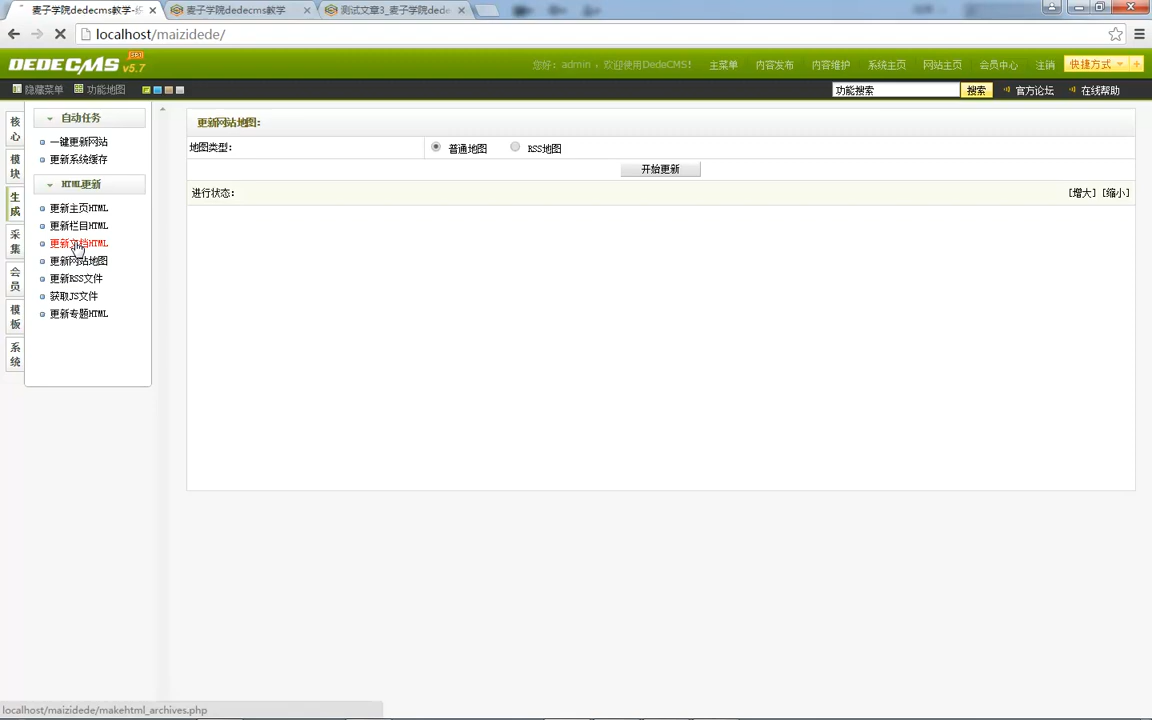 麦子学院dedecms教学-织
麦子学院dedecms教学
测试文章3_麦子学院dede
localhost/maizidede/
DEDECMS v5.7
您好: admin , 欢迎使用DedeCMS!
主菜单
内容发布
内容维护
系统主页
网站主页
会员中心
注销
快捷方式
隐藏菜单
功能地图
功能搜索
搜索
官方论坛
在线帮助
核心
模块
生成
采集
会员
模板
系统
自动任务
一键更新网站
更新系统缓存
HTML更新
更新主页HTML
更新栏目HTML
更新文档HTML
更新网站地图
更新RSS文件
获取JS文件
更新专题HTML
更新网站地图:
地图类型:
普通地图
RSS地图
开始更新
进行状态:
[增大] [缩小]
localhost/maizidede/makehtml_archives.php